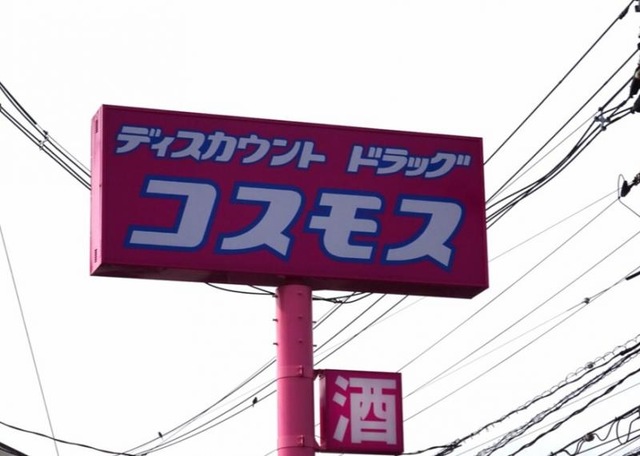 ディスカウント ドラッグ
コスモス
酒